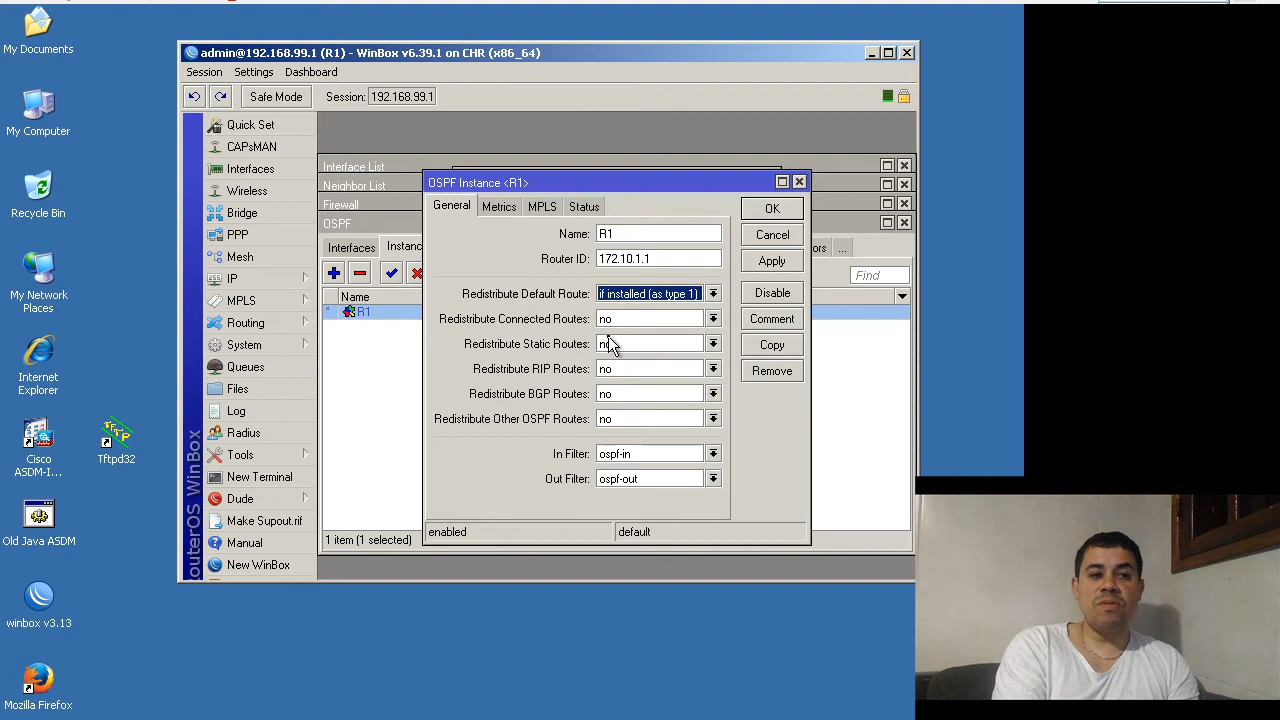 My Documents
My Computer
Recycle Bin
My Network
Places
Internet
Explorer
Cisco
ASDM-I...
Tftpd32
Old Java ASDM
winbox v3.13
Mozilla Firefox
admin@192.168.99.1 (R1) - WinBox v6.39.1 on CHR (x86_64)
Session Settings Dashboard
Safe Mode Session: 192.168.99.1
Quick Set
CAPsMAN
Interfaces
Wireless
Bridge
PPP
Mesh
IP
MPLS
Routing
System
Queues
Files
Log
Radius
Tools
New Terminal
Dude
Make Supout.rif
Manual
New WinBox
Interface List
Neighbor List
Firewall
OSPF
Interfaces
...
Find
Name
R1
1 item (1 selected)
OSPF Instance <R1>
General Metrics MPLS Status
Name: R1
Router ID: 172.10.1.1
Redistribute Default Route: if installed (as type 1)
Redistribute Connected Routes: no
Redistribute Static Routes: no
Redistribute RIP Routes: no
Redistribute BGP Routes: no
Redistribute Other OSPF Routes: no
In Filter: ospf-in
Out Filter: ospf-out
enabled default
OK
Cancel
Apply
Disable
Comment
Copy
Remove